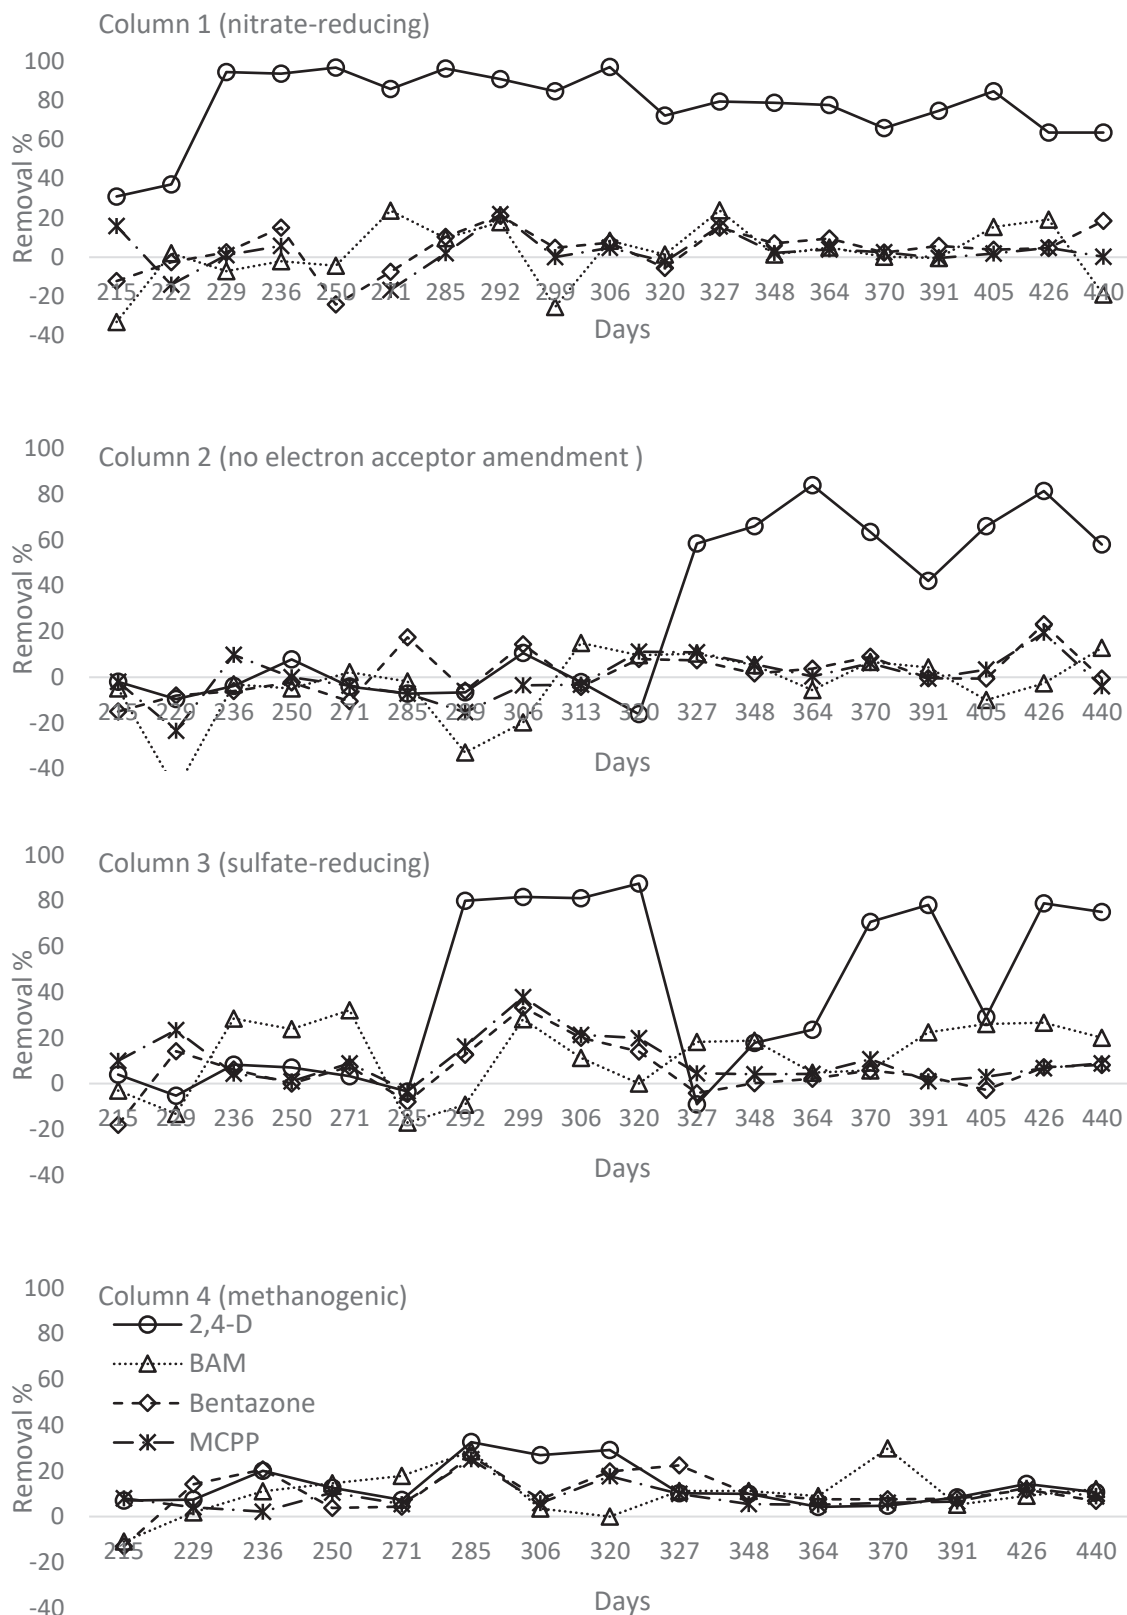 Column 1 (nitrate-reducing)
100
80
60
40
20
0
-20
-40
Removal %
215 222 229 236 250 271 285 292 299 306 320 327 348 364 370 391 405 426 440
Days
Column 2 (no electron acceptor amendment )
100
80
60
40
20
0
-20
-40
Removal %
215 229 236 250 271 285 299 306 313 320 327 348 364 370 391 405 426 440
Days
Column 3 (sulfate-reducing)
100
80
60
40
20
0
-20
-40
Removal %
215 229 236 250 271 285 292 299 306 320 327 348 364 370 391 405 426 440
Days
Column 4 (methanogenic)
100
80
60
40
20
0
-20
-40
Removal %
2,4-D
BAM
Bentazone
MCPP
215 229 236 250 271 285 306 320 327 348 364 370 391 426 440
Days